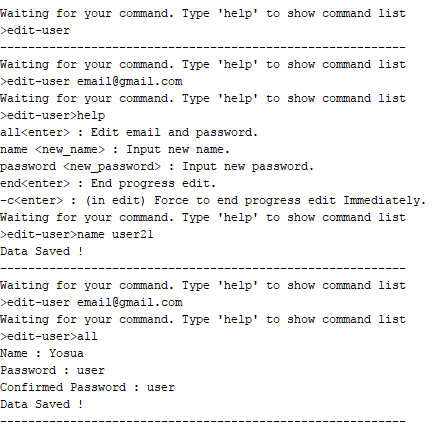 Waiting for your command. Type 'help' to show command list
>edit-user
----------------------------------------------------------
Waiting for your command. Type 'help' to show command list
>edit-user email@gmail.com
Waiting for your command. Type 'help' to show command list
>edit-user>help
all<enter> : Edit email and password.
name <new_name> : Input new name.
password <new_password> : Input new password.
end<enter> : End progress edit.
-c<enter> : (in edit) Force to end progress edit Immediately.
Waiting for your command. Type 'help' to show command list
>edit-user>name user21
Data Saved !
----------------------------------------------------------
Waiting for your command. Type 'help' to show command list
>edit-user email@gmail.com
Waiting for your command. Type 'help' to show command list
>edit-user>all
Name : Yosua
Password : user
Confirmed Password : user
Data Saved !
----------------------------------------------------------